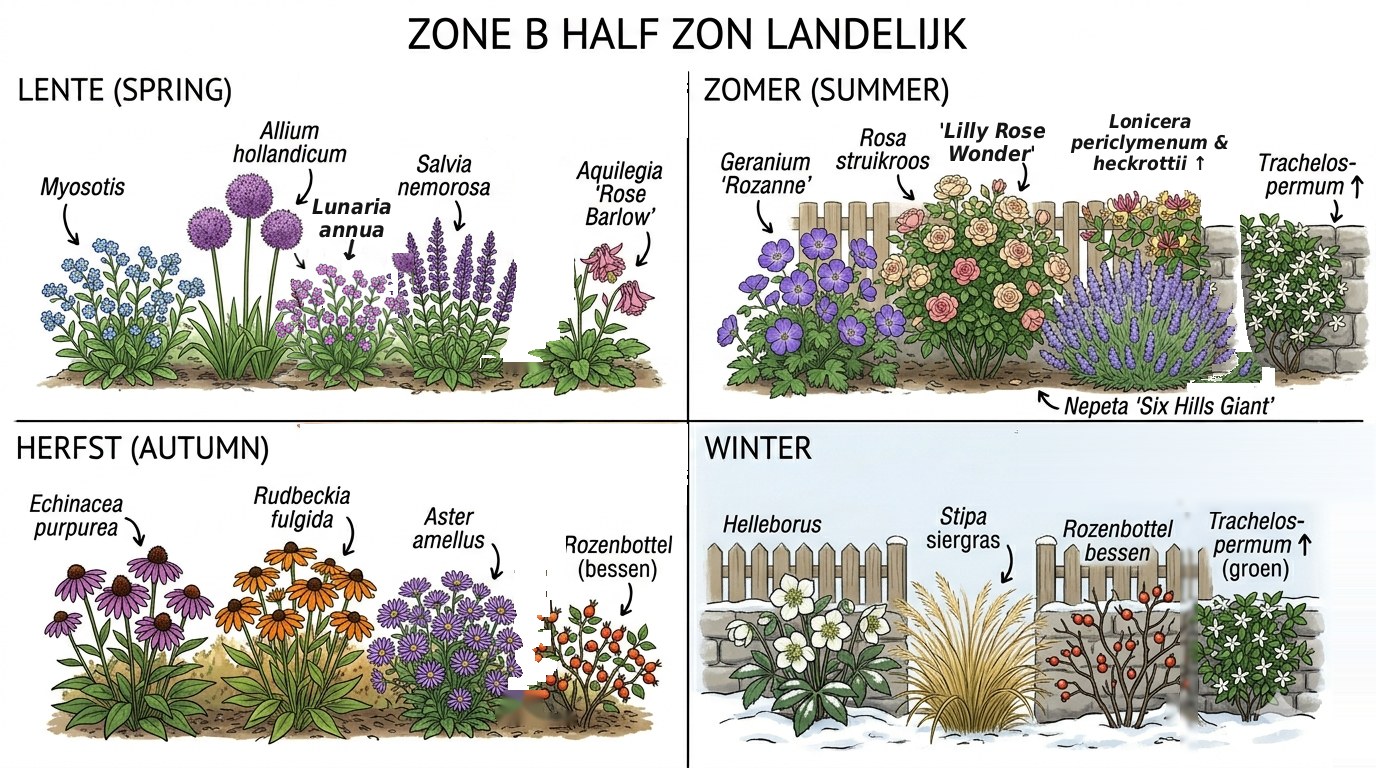 ZONE B HALF ZON LANDELIJK
LENTE (SPRING)
Myosotis
Allium
hollandicum
Lunaria
annua
Salvia
nemorosa
Aquilegia
'Rose
Barlow'
ZOMER (SUMMER)
Geranium
'Rozanne'
Rosa
struikroos
'Lilly Rose
Wonder'
Lonicera
periclymenum &
heckrottii ↑
Trachelos-
permum ↑
Nepeta 'Six Hills Giant'
HERFST (AUTUMN)
Echinacea
purpurea
Rudbeckia
fulgida
Aster
amellus
Rozenbottel
(bessen)
WINTER
Helleborus
Stipa
siergras
Rozenbottel
bessen
Trachelos-
permum ↑
(groen)